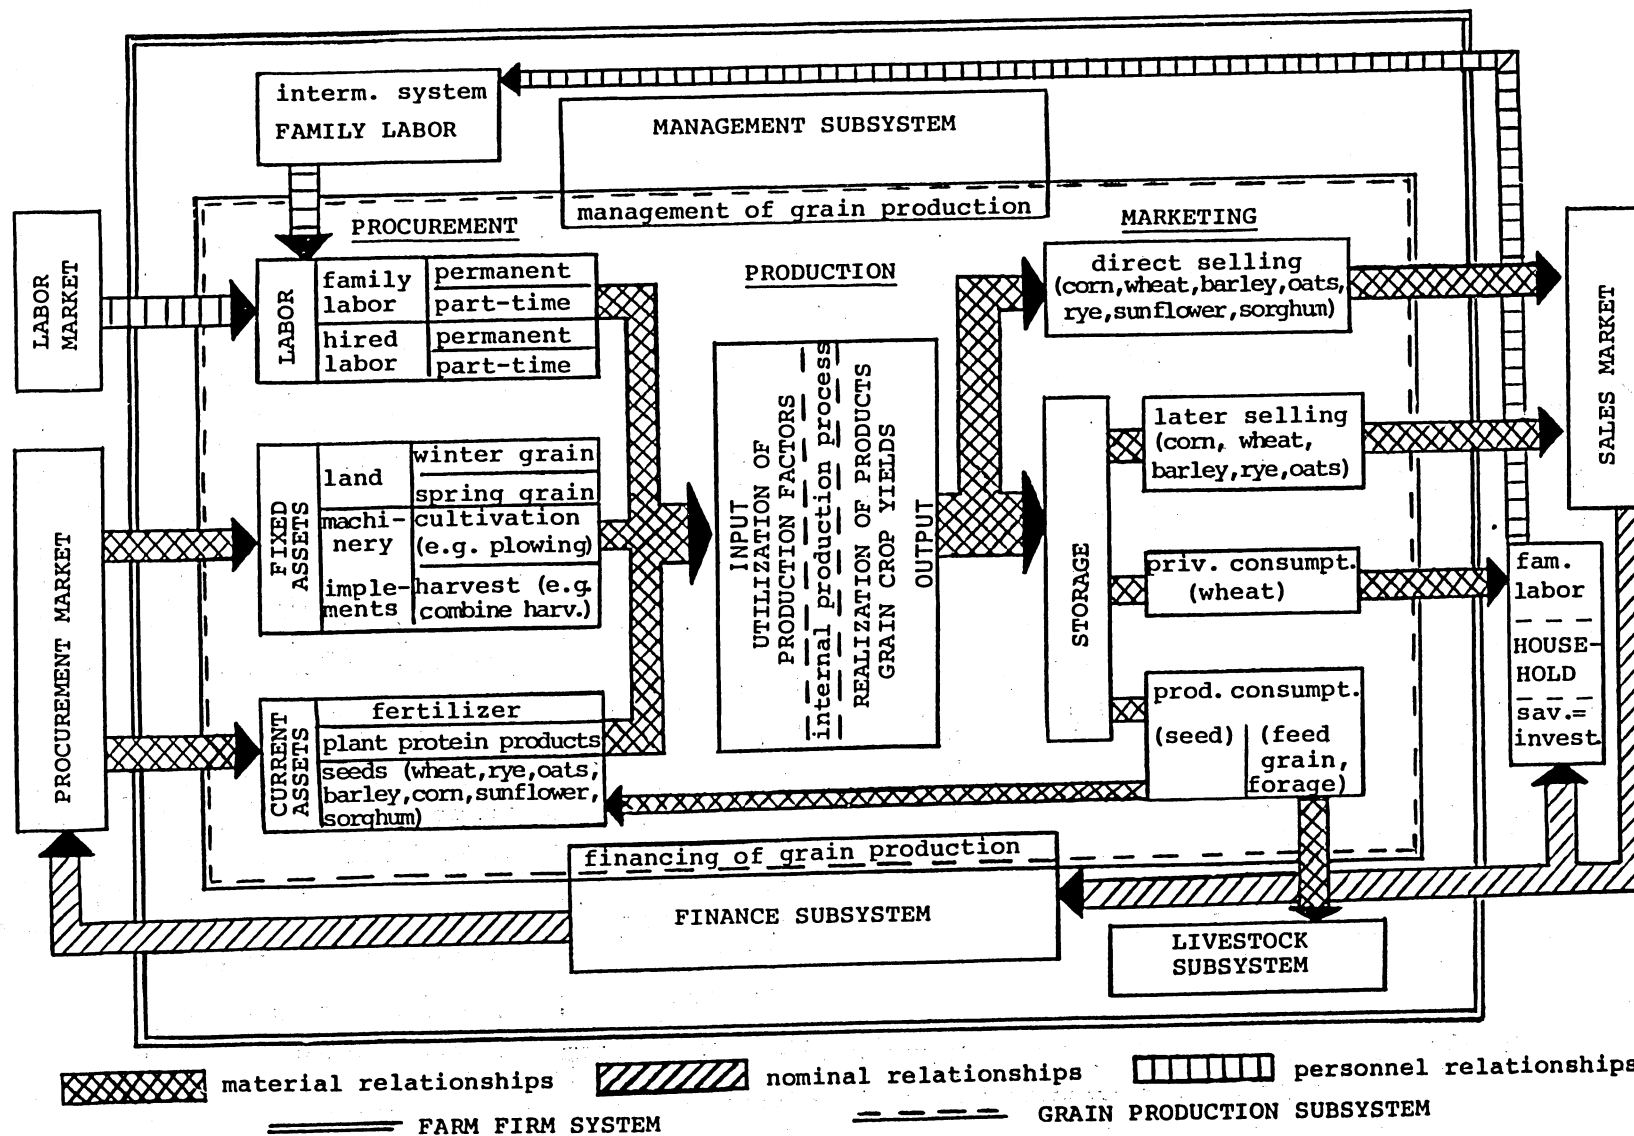 interm. system
FAMILY LABOR
MANAGEMENT SUBSYSTEM
management of grain production
PROCUREMENT
MARKETING
PRODUCTION
LABOR
MARKET
LABOR
family
labor
permanent
part-time
hired
labor
permanent
part-time
direct selling
(corn,wheat,barley,oats,
rye,sunflower,sorghum)
SALES MARKET
PROCUREMENT MARKET
FIXED
ASSETS
land
winter grain
spring grain
machi-
nery
cultivation
(e.g. plowing)
imple-
ments
harvest (e.g.
combine harv.)
INPUT
UTILIZATION OF
PRODUCTION FACTORS
internal production process
REALIZATION OF PRODUCTS
GRAIN CROP YIELDS
OUTPUT
STORAGE
later selling
(corn, wheat,
barley,rye,oats)
priv. consumpt.
(wheat)
fam.
labor
HOUSE-
HOLD
sav.=
invest.
CURRENT
ASSETS
fertilizer
plant protein products
seeds (wheat,rye,oats,
barley,corn,sunflower,
sorghum)
prod. consumpt.
(seed)
(feed
grain,
forage)
financing of grain production
FINANCE SUBSYSTEM
LIVESTOCK
SUBSYSTEM
material relationships
nominal relationships
personnel relationships
FARM FIRM SYSTEM
GRAIN PRODUCTION SUBSYSTEM